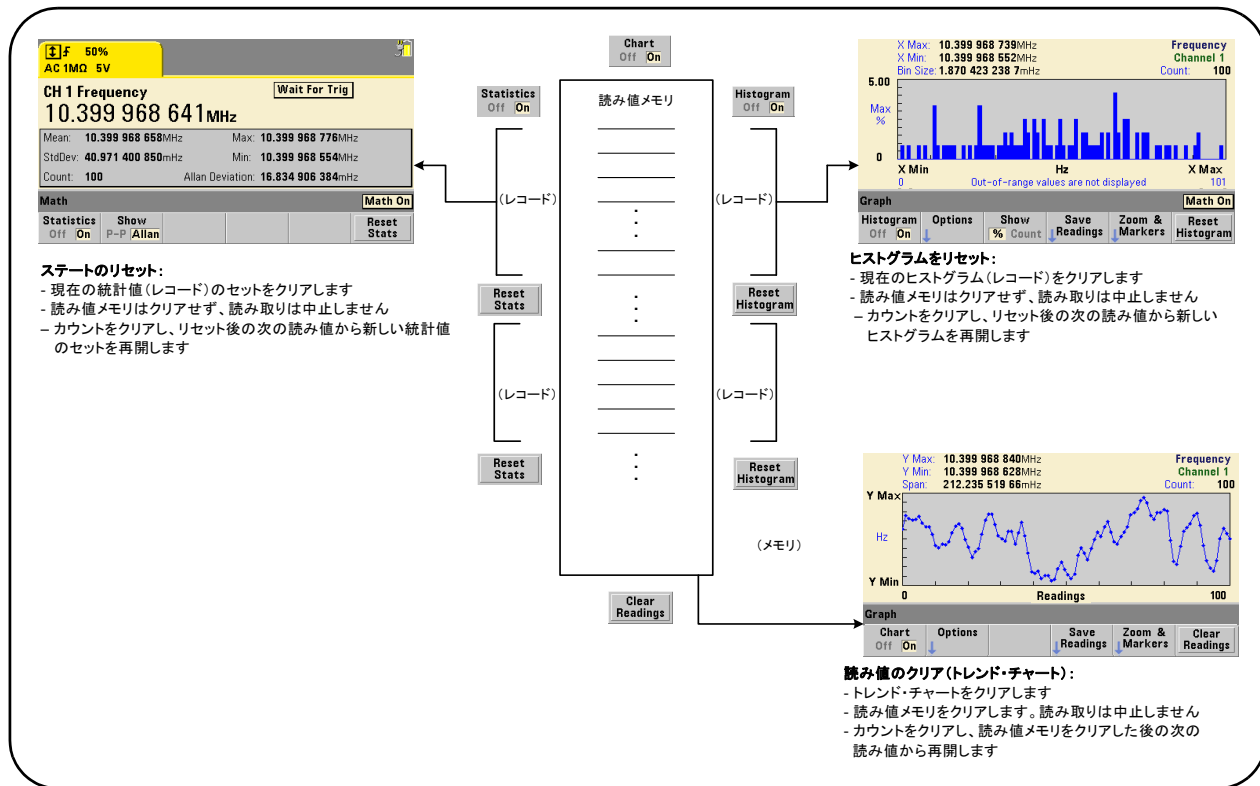 50%
AC 1MΩ 5V
CH 1 Frequency
Wait For Trig
10.399 968 641MHz
Mean: 10.399 968 658MHz Max: 10.399 968 776MHz
StdDev: 40.971 400 850mHz Min: 10.399 968 554MHz
Count: 100 Allan Deviation: 16.834 906 384mHz
Math Math On
Statistics Show Reset
Off On P-P Allan Stats
ステートのリセット:
- 現在の統計値(レコード)のセットをクリアします
- 読み値メモリはクリアせず、読み取りは中止しません
– カウントをクリアし、リセット後の次の読み値から新しい統計値
のセットを再開します
Chart
Off On
Statistics
Off On
読み値メモリ
Histogram
Off On
(レコード)
(レコード)
Reset
Stats
Reset
Histogram
(レコード)
(レコード)
Reset
Stats
Reset
Histogram
(メモリ)
Clear
Readings
X Max: 10.399 968 739MHz Frequency
X Min: 10.399 968 552MHz Channel 1
Bin Size: 1.870 423 238 7mHz Count: 100
5.00
Max
%
0
X Min Hz X Max
0 Out-of-range values are not displayed 101
Graph Math On
Histogram Options Show Save Zoom & Reset
Off On % Count Readings Markers Histogram
ヒストグラムをリセット:
- 現在のヒストグラム(レコード)をクリアします
- 読み値メモリはクリアせず、読み取りは中止しません
– カウントをクリアし、リセット後の次の読み値から新しい
ヒストグラムを再開します
Y Max: 10.399 968 840MHz Frequency
Y Min: 10.399 968 628MHz Channel 1
Span: 212.235 519 66mHz Count: 100
Y Max
Hz
Y Min
0 Readings 100
Graph
Chart Options Save Zoom & Clear
Off On Readings Markers Readings
読み値のクリア(トレンド・チャート):
- トレンド・チャートをクリアします
- 読み値メモリをクリアします。読み取りは中止しません
- カウントをクリアし、読み値メモリをクリアした後の次の
読み値から再開します